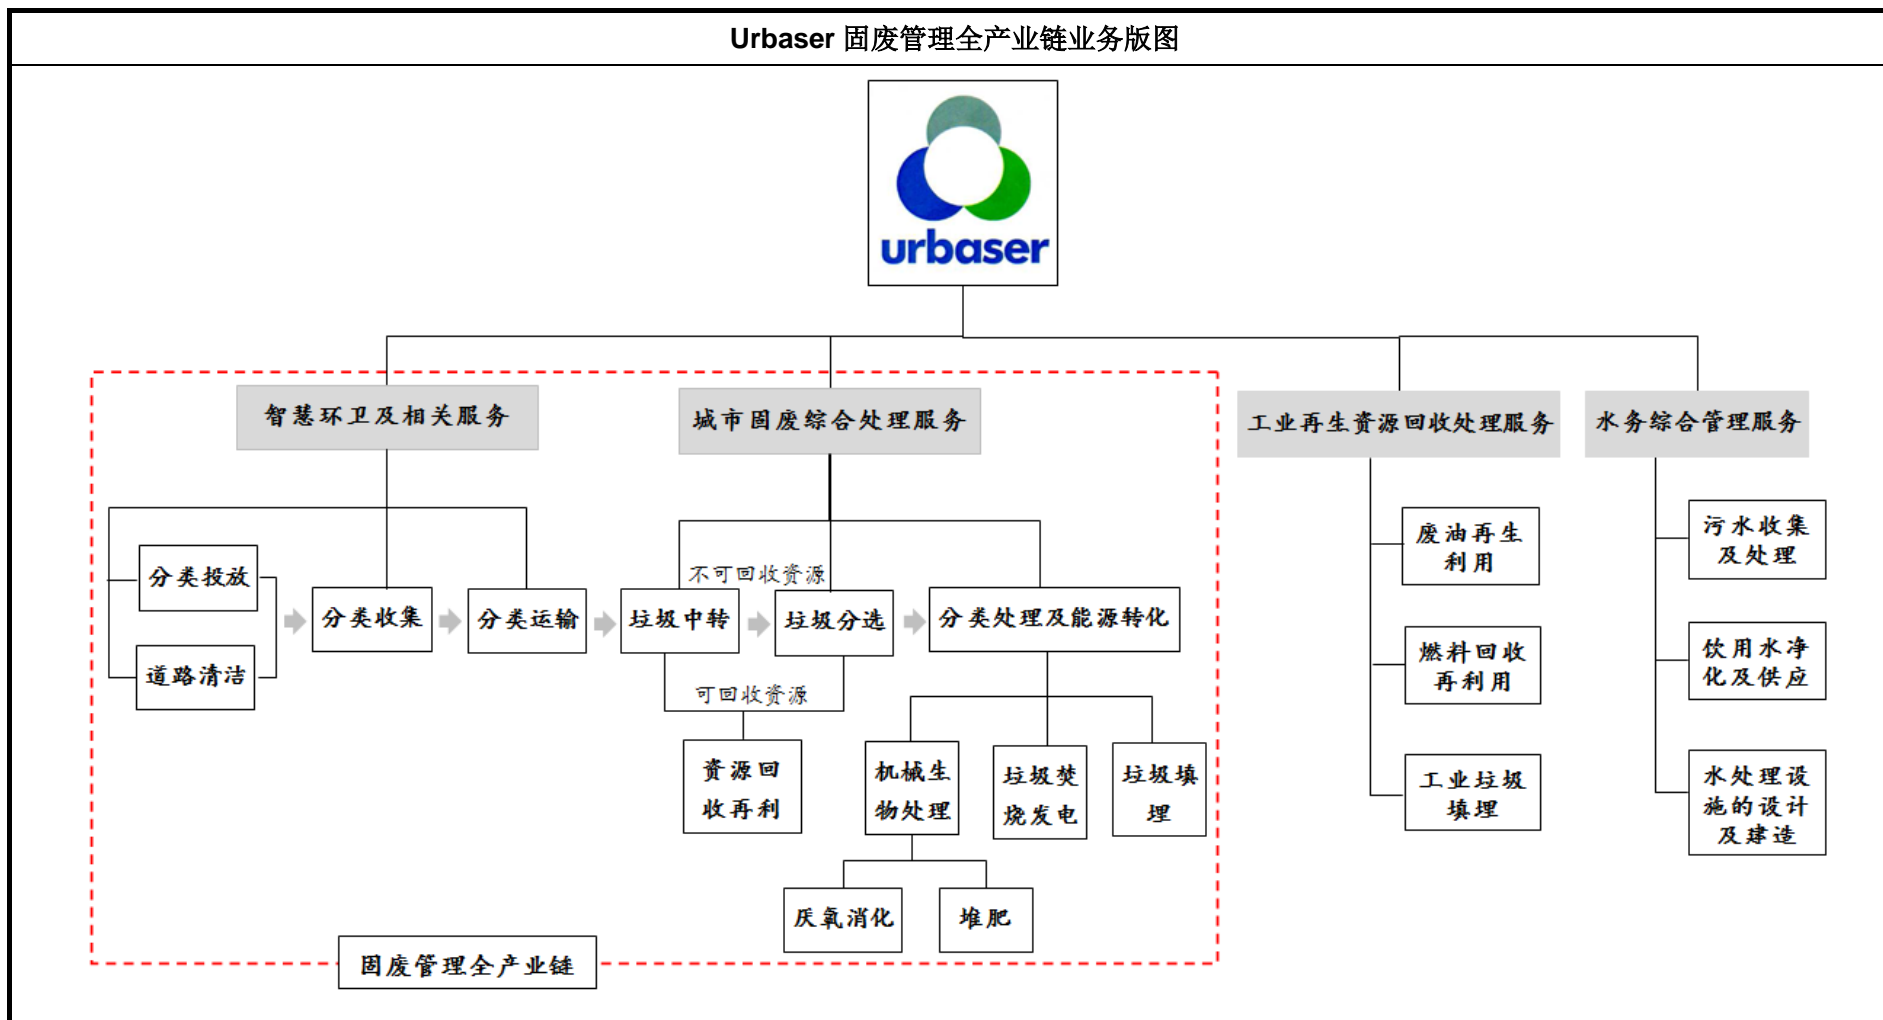 Urbaser 固废管理全产业链业务版图
urbaser
智慧环卫及相关服务
城市固废综合处理服务
工业再生资源回收处理服务
水务综合管理服务
分类投放
道路清洁
分类收集
分类运输
不可回收资源
垃圾中转
垃圾分选
分类处理及能源转化
可回收资源
资源回
收再利
机械生
物处理
垃圾焚
烧发电
垃圾填
埋
厌氧消化
堆肥
固废管理全产业链
废油再生
利用
燃料回收
再利用
工业垃圾
填埋
污水收集
及处理
饮用水净
化及供应
水处理设
施的设计
及建造